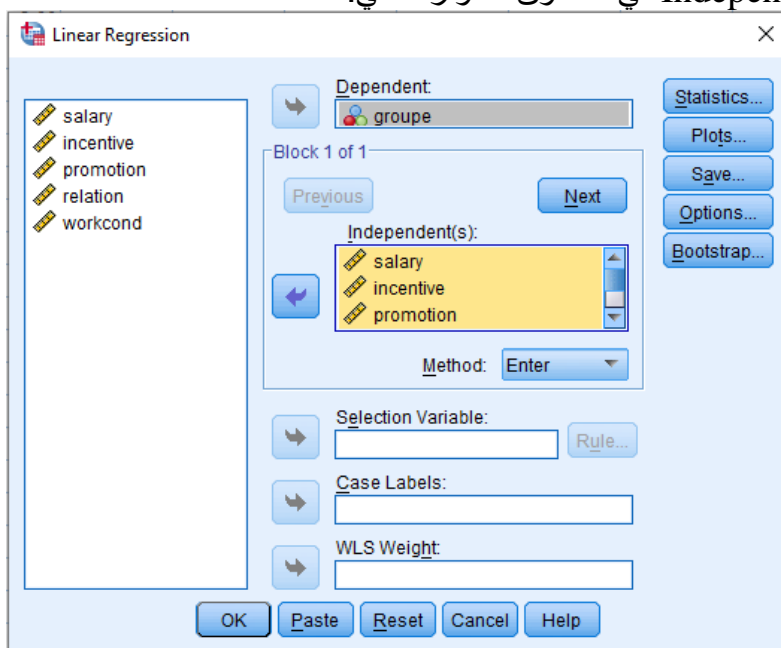 Linear Regression
salary
incentive
promotion
relation
workcond
Dependent:
groupe
Block 1 of 1
Previous
Next
Independent(s):
salary
incentive
promotion
Method: Enter
Selection Variable:
Rule...
Case Labels:
WLS Weight:
Statistics...
Plots...
Save...
Options...
Bootstrap...
OK Paste Reset Cancel Help